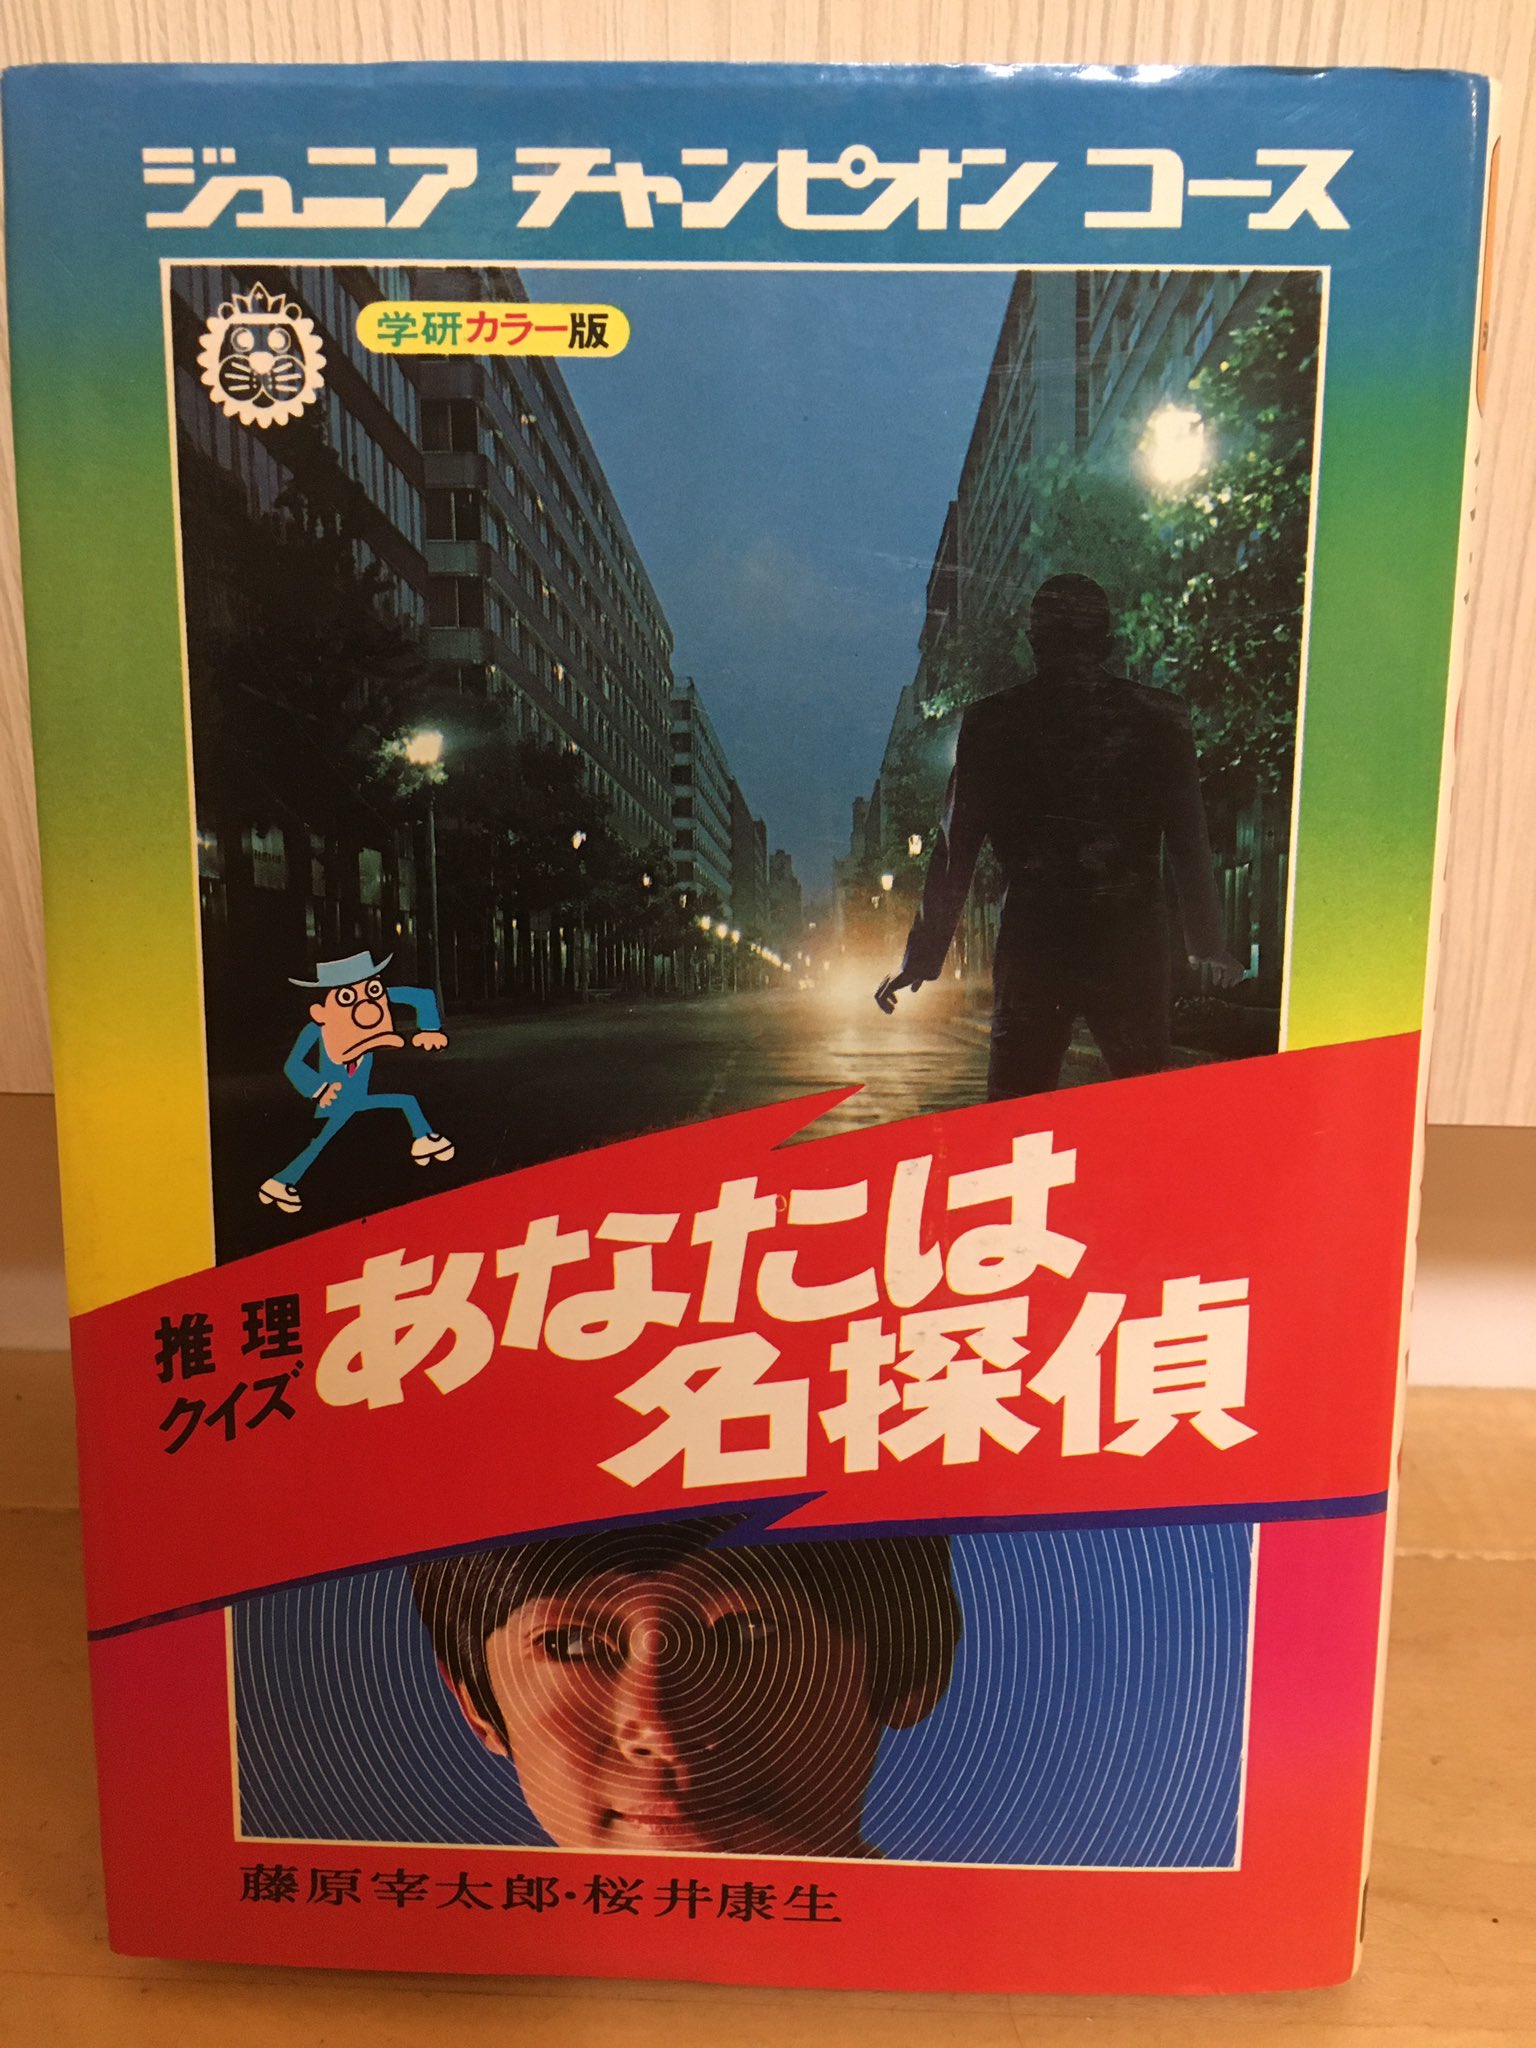 ジュニア チャンピオン コース
学研カラー版
推理
クイズ
あなたは
名探偵
藤原宰太郎・桜井康生